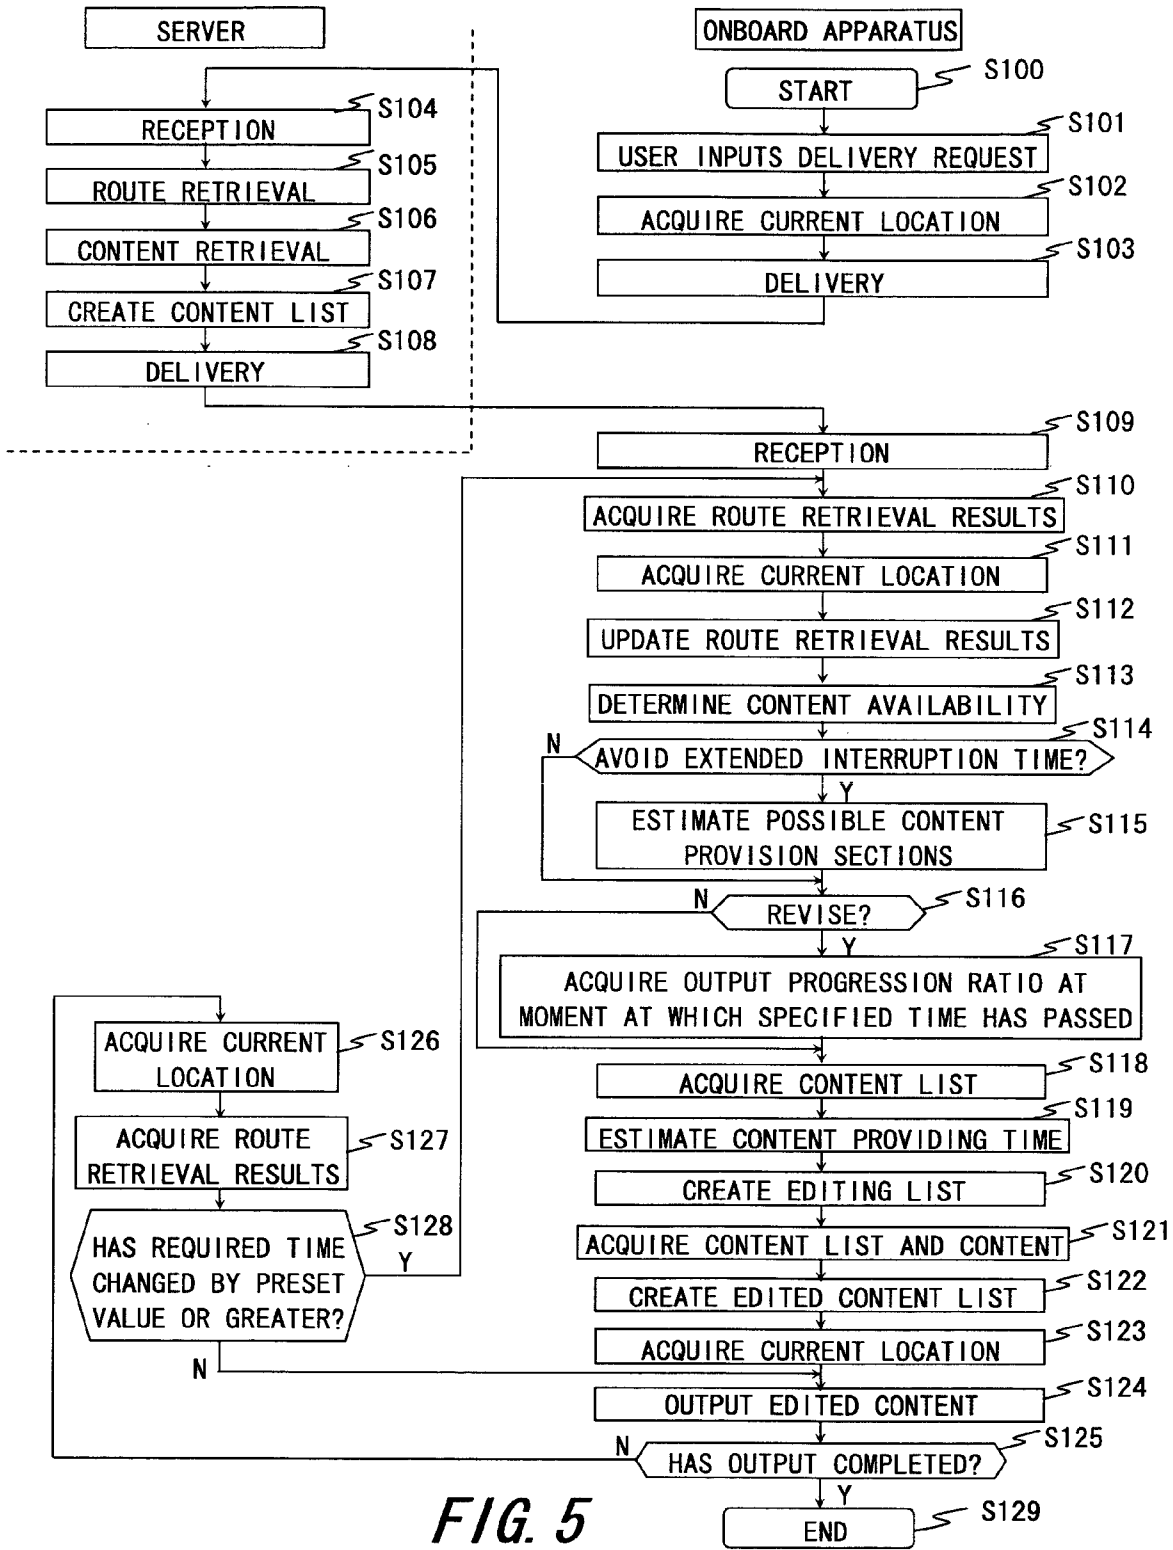 SERVER
ONBOARD APPARATUS
START
S100
USER INPUTS DELIVERY REQUEST
S101
ACQUIRE CURRENT LOCATION
S102
DELIVERY
S103
RECEPTION
S104
ROUTE RETRIEVAL
S105
CONTENT RETRIEVAL
S106
CREATE CONTENT LIST
S107
DELIVERY
S108
RECEPTION
S109
ACQUIRE ROUTE RETRIEVAL RESULTS
S110
ACQUIRE CURRENT LOCATION
S111
UPDATE ROUTE RETRIEVAL RESULTS
S112
DETERMINE CONTENT AVAILABILITY
S113
AVOID EXTENDED INTERRUPTION TIME?
S114
N
Y
ESTIMATE POSSIBLE CONTENT
PROVISION SECTIONS
S115
REVISE?
S116
N
Y
ACQUIRE OUTPUT PROGRESSION RATIO AT
MOMENT AT WHICH SPECIFIED TIME HAS PASSED
S117
ACQUIRE CONTENT LIST
S118
ESTIMATE CONTENT PROVIDING TIME
S119
CREATE EDITING LIST
S120
ACQUIRE CONTENT LIST AND CONTENT
S121
CREATE EDITED CONTENT LIST
S122
ACQUIRE CURRENT LOCATION
S123
OUTPUT EDITED CONTENT
S124
HAS OUTPUT COMPLETED?
S125
N
Y
ACQUIRE CURRENT
LOCATION
S126
ACQUIRE ROUTE
RETRIEVAL RESULTS
S127
HAS REQUIRED TIME
CHANGED BY PRESET
VALUE OR GREATER?
S128
Y
N
END
S129
FIG. 5